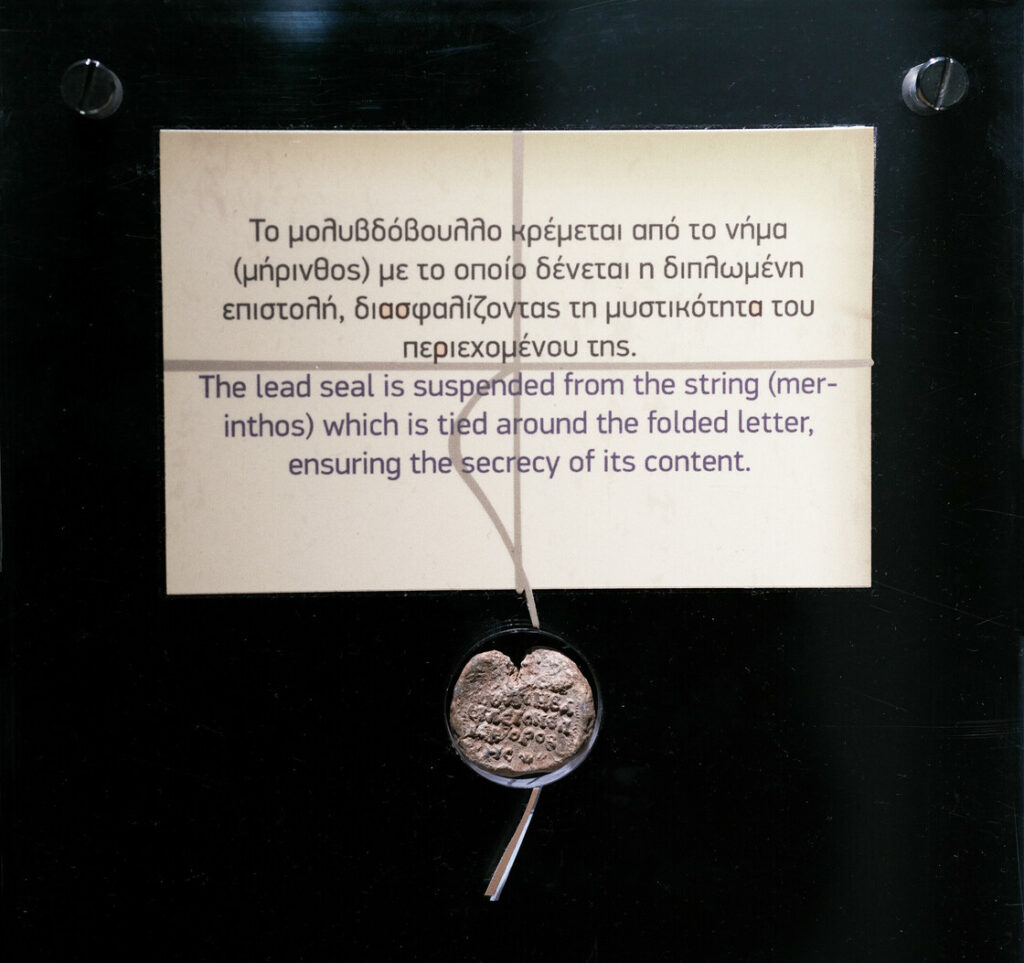 Το μολυβδόβουλλο κρέμεται από το νήμα
(μήρινθος) με το οποίο δένεται η διπλωμένη
επιστολή, διασφαλίζοντας τη μυστικότητα του
περιεχομένου της.
The lead seal is suspended from the string (mer-
inthos) which is tied around the folded letter,
ensuring the secrecy of its content.